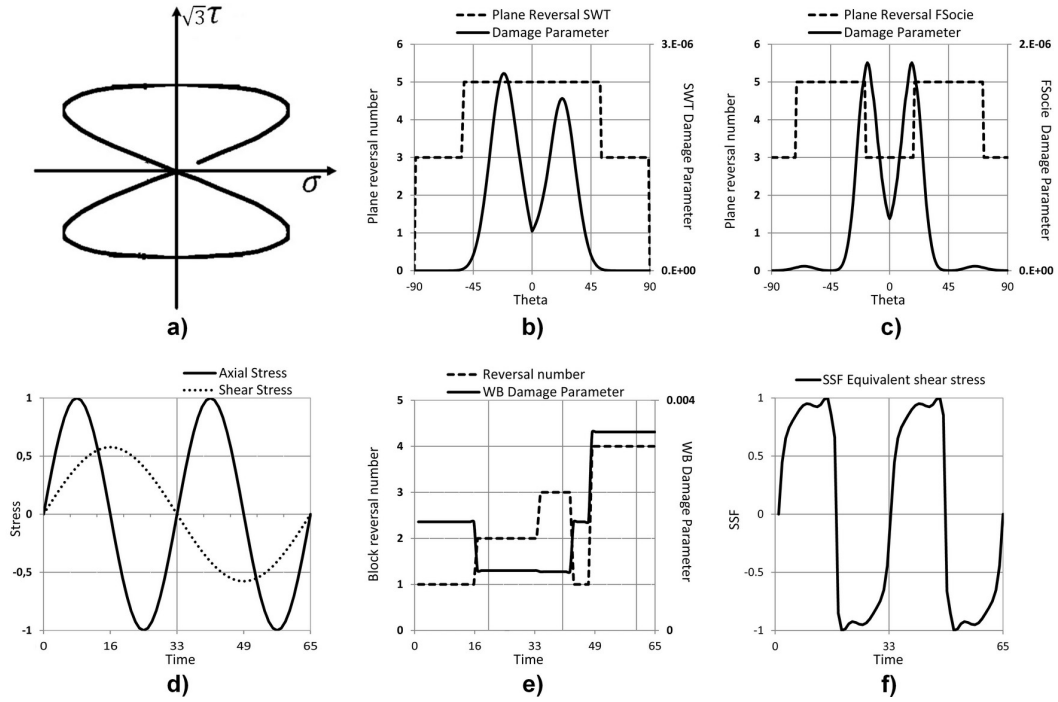 √3τ
σ
a)
Plane Reversal SWT
Damage Parameter
6
5
4
3
2
1
0
Plane reversal number
3.E-06
0.E+00
SWT Damage Parameter
-90
-45
0
45
90
Theta
b)
Plane Reversal FSocie
Damage Parameter
6
5
4
3
2
1
0
Plane reversal number
2.E-06
0.E+00
FSocie Damage Parameter
-90
-45
0
45
90
Theta
c)
Axial Stress
Shear Stress
1
0,5
0
-0,5
-1
Stress
0
16
33
49
65
Time
d)
Reversal number
WB Damage Parameter
5
4
3
2
1
0
Block reversal number
0.004
0
WB Damage Parameter
0
16
33
49
65
Time
e)
SSF Equivalent shear stress
1
0,5
0
-0,5
-1
SSF
0
33
65
Time
f)